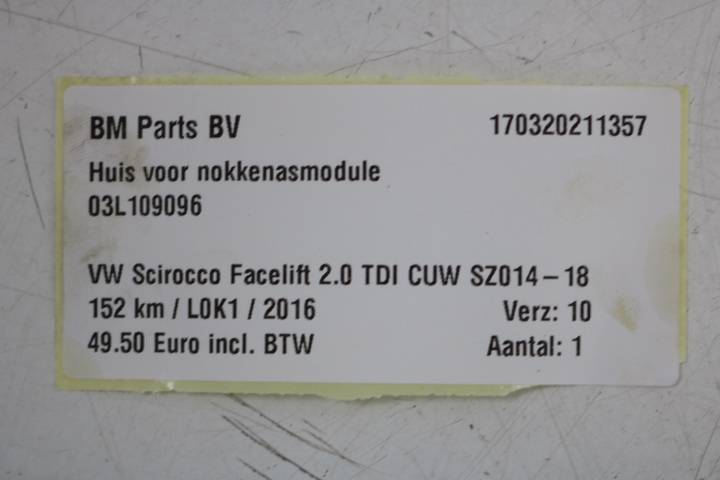 BM Parts BV 170320211357
Huis voor nokkenasmodule
03L109096
VW Scirocco Facelift 2.0 TDI CUW SZ014-18
152 km / L0K1 / 2016 Verz: 10
49.50 Euro incl. BTW Aantal: 1